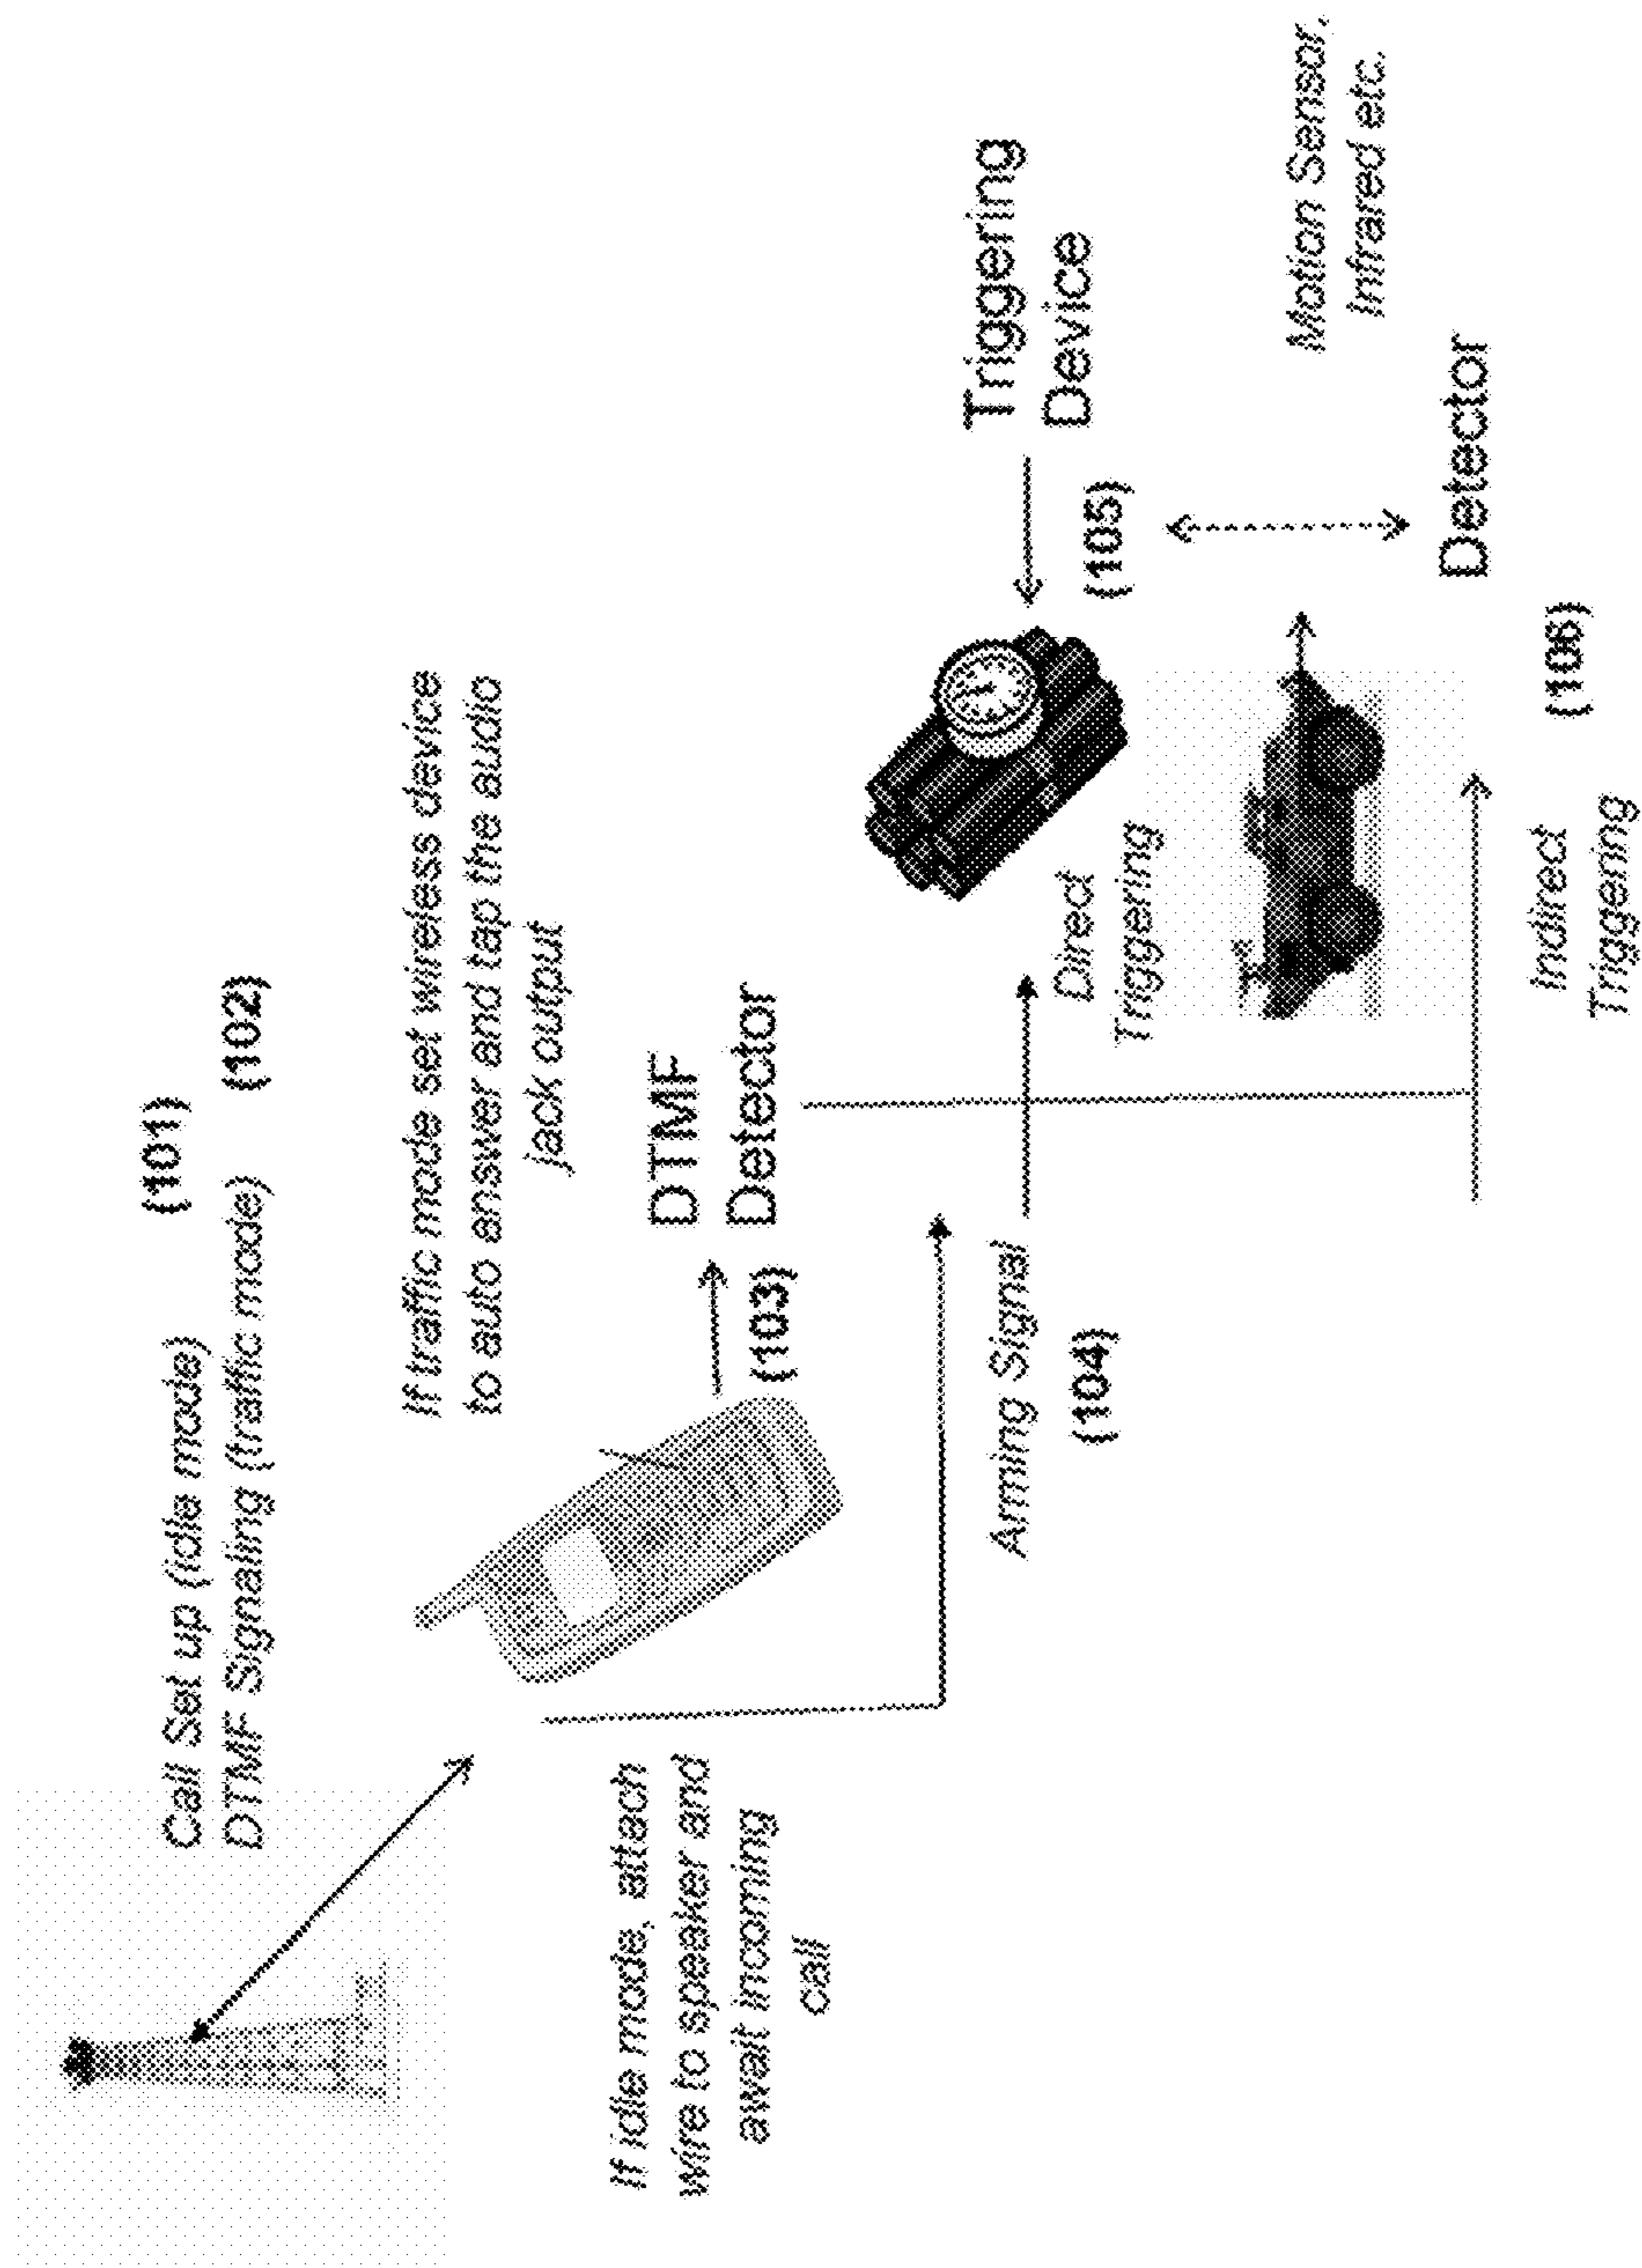 (101)
Call Set up (idle mode)
DTMF Signaling (traffic mode)
(102)
If traffic mode set wireless device
to auto answer and tap the audio
jack output
If idle mode, attach
wire to speaker and
await incoming
call
DTMF
Detector
(103)
Arming Signal
(104)
Triggering
Device
(105)
Direct
Triggering
Motion Sensor,
Infrared etc.
Detector
(106)
Indirect
Triggering